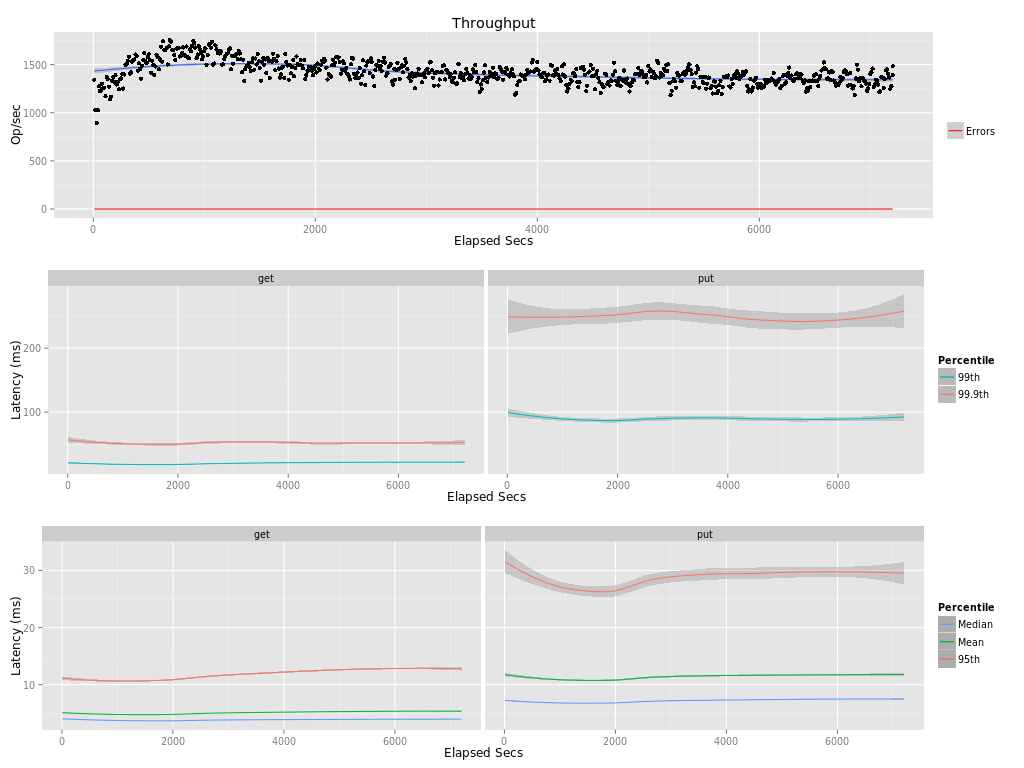 Throughput
1500
1000
500
0
Op/sec
0 2000 4000 6000
Elapsed Secs
Errors
get put
200
100
Latency (ms)
0 2000 4000 6000 0 2000 4000 6000
Elapsed Secs
Percentile
99th
99.9th
get put
30
20
10
Latency (ms)
0 2000 4000 6000 0 2000 4000 6000
Elapsed Secs
Percentile
Median
Mean
95th